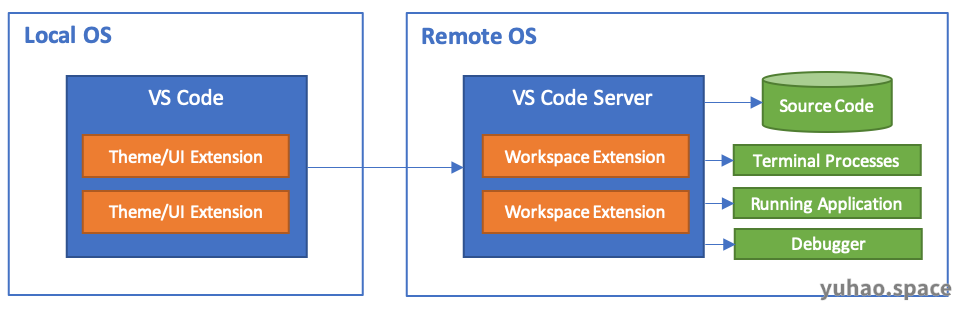 Local OS
Remote OS
VS Code
Theme/UI Extension
Theme/UI Extension
VS Code Server
Workspace Extension
Workspace Extension
Source Code
Terminal Processes
Running Application
Debugger
yuhao.space